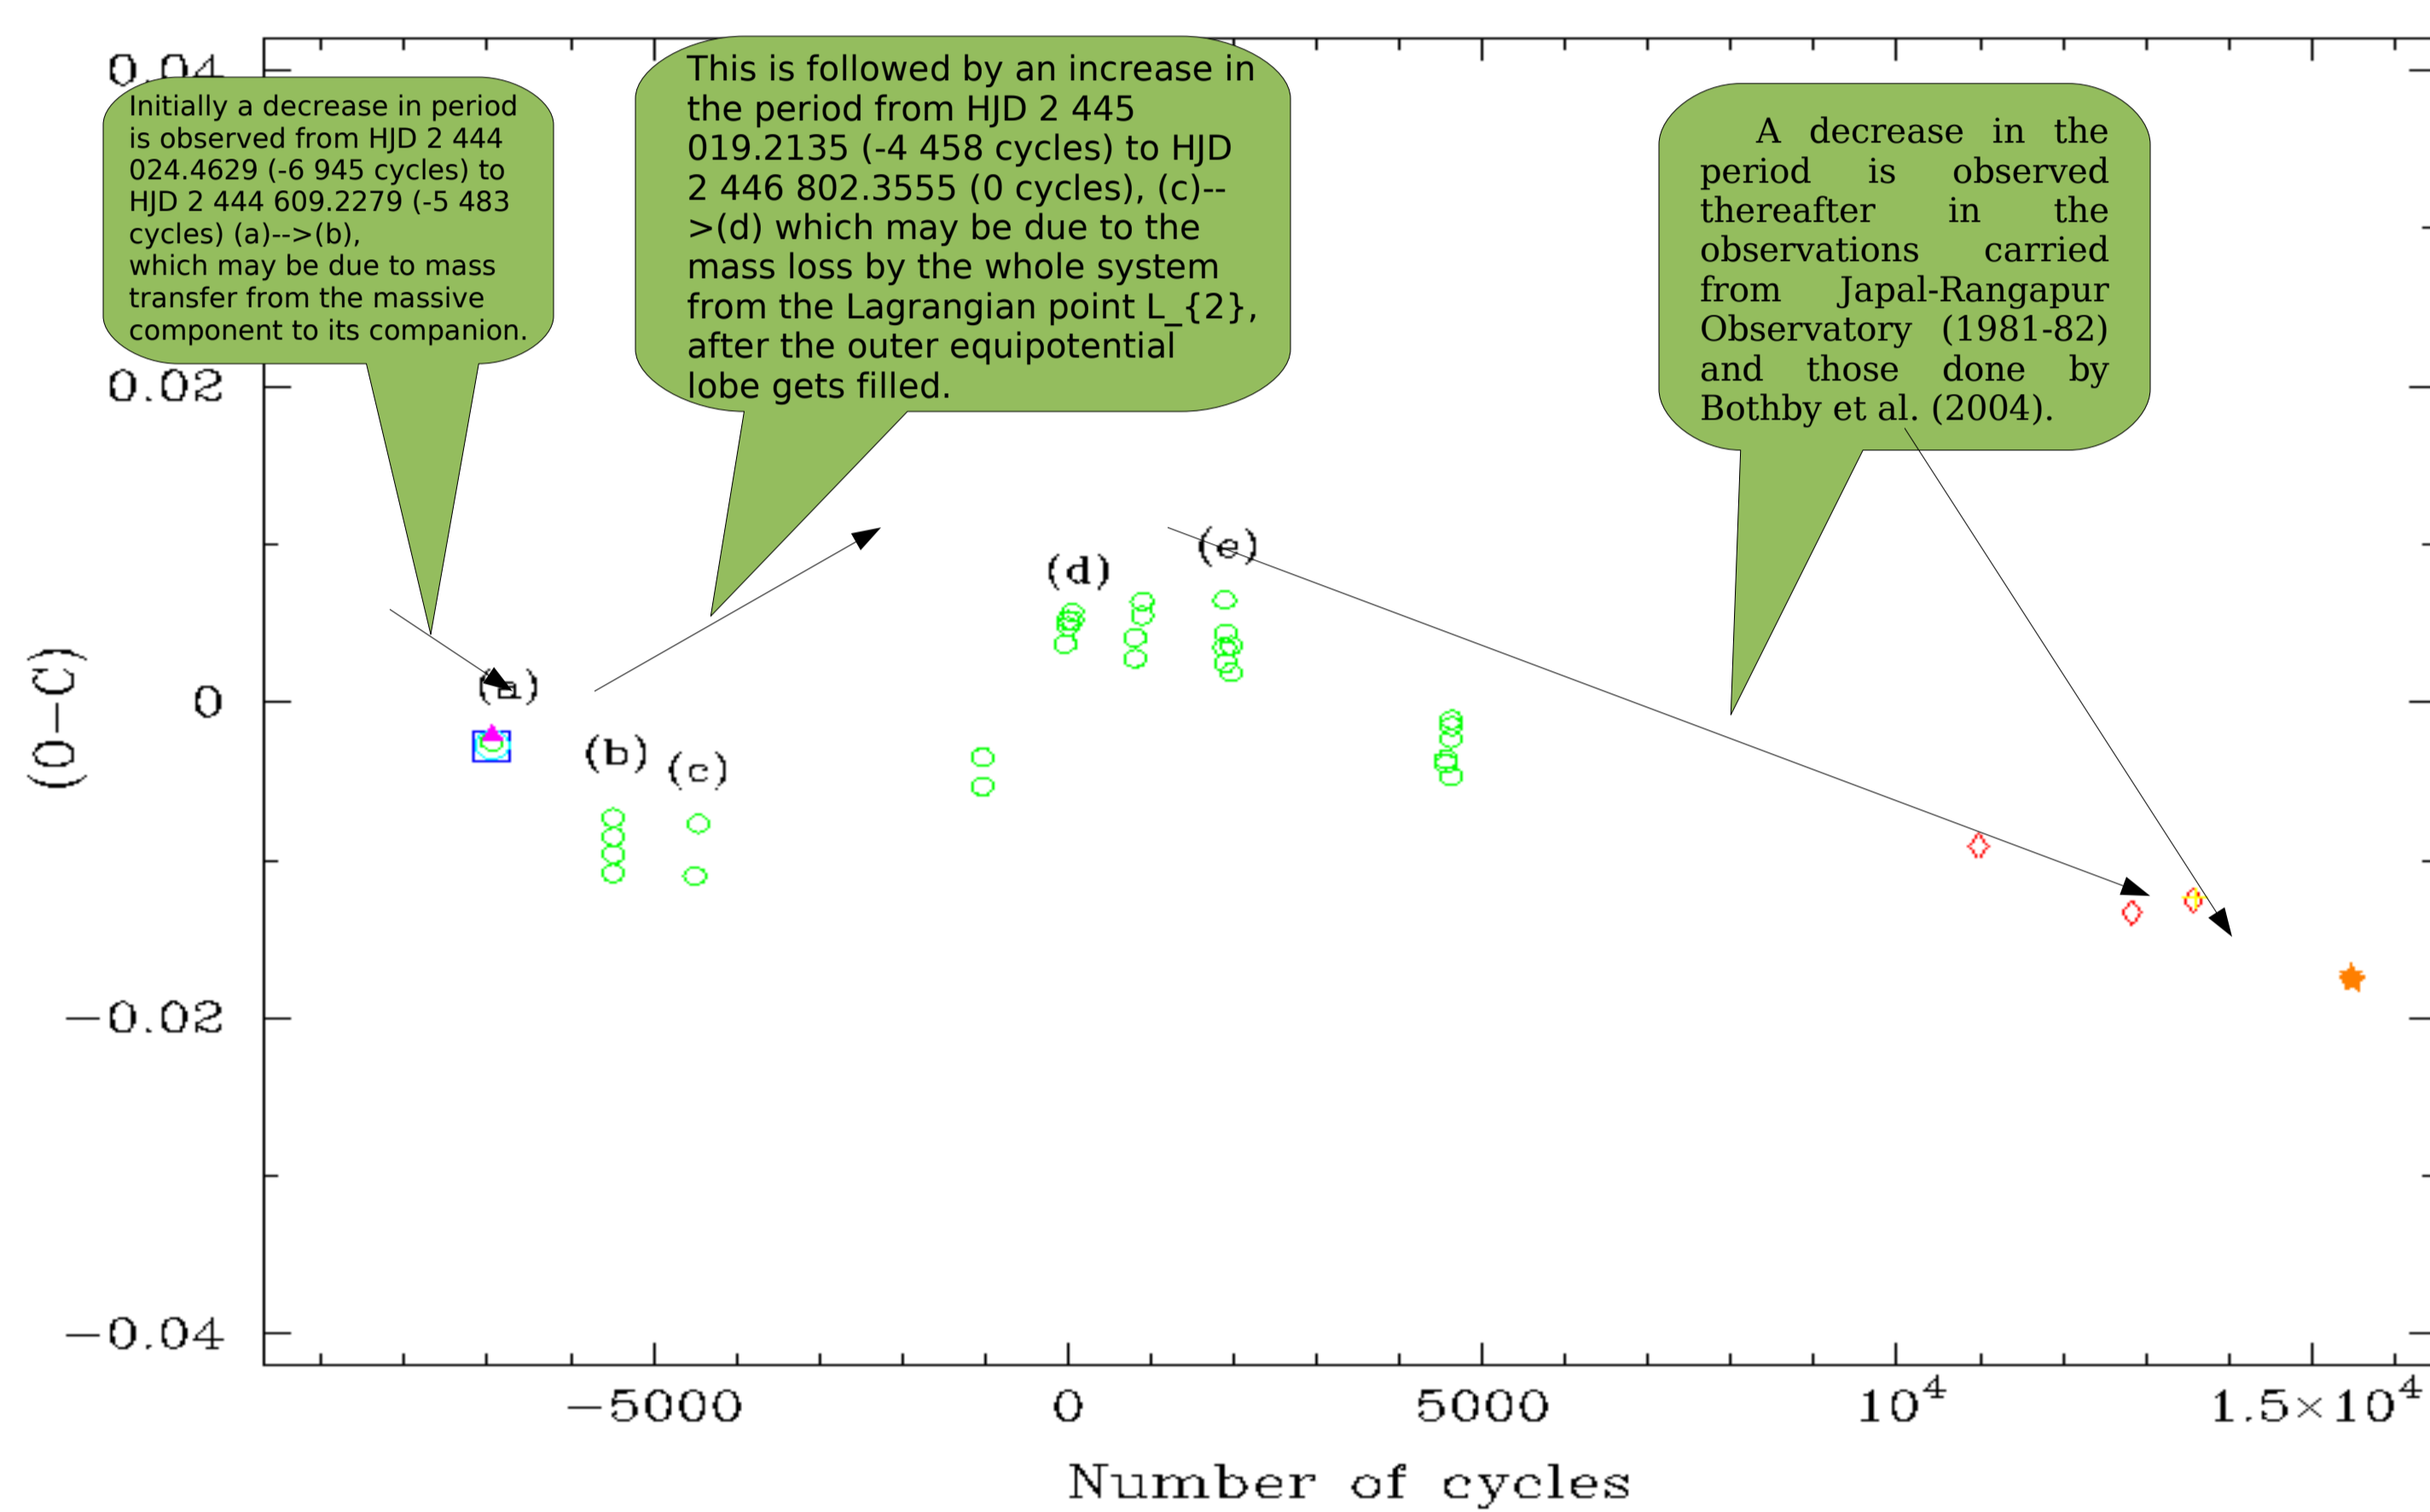 0.04
Initially a decrease in period
is observed from HJD 2 444
024.4629 (-6 945 cycles) to
HJD 2 444 609.2279 (-5 483
cycles) (a)-->(b),
which may be due to mass
transfer from the massive
component to its companion.
This is followed by an increase in
the period from HJD 2 445
019.2135 (-4 458 cycles) to HJD
2 446 802.3555 (0 cycles), (c)--
>(d) which may be due to the
mass loss by the whole system
from the Lagrangian point L_{2},
after the outer equipotential
lobe gets filled.
A decrease in the
period is observed
thereafter in the
observations carried
from Japal-Rangapur
Observatory (1981-82)
and those done by
Bothby et al. (2004).
0.02
(e)
(d)
(a)
0
(O-C)
(b)
(c)
-0.02
-0.04
-5000
0
5000
10⁴
1.5×10⁴
Number of cycles